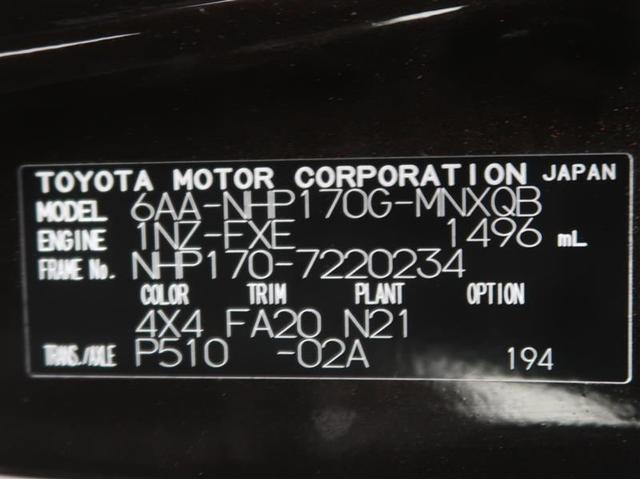 TOYOTA MOTOR CORPORATION JAPAN
MODEL 6AA-NHP170G-MNXQB
ENGINE 1NZ-FXE 1496 mL
FRAME No. NHP170-7220234
COLOR TRIM PLANT OPTION
4X4 FA20 N21
TRANS./AXLE P510 -02A 194